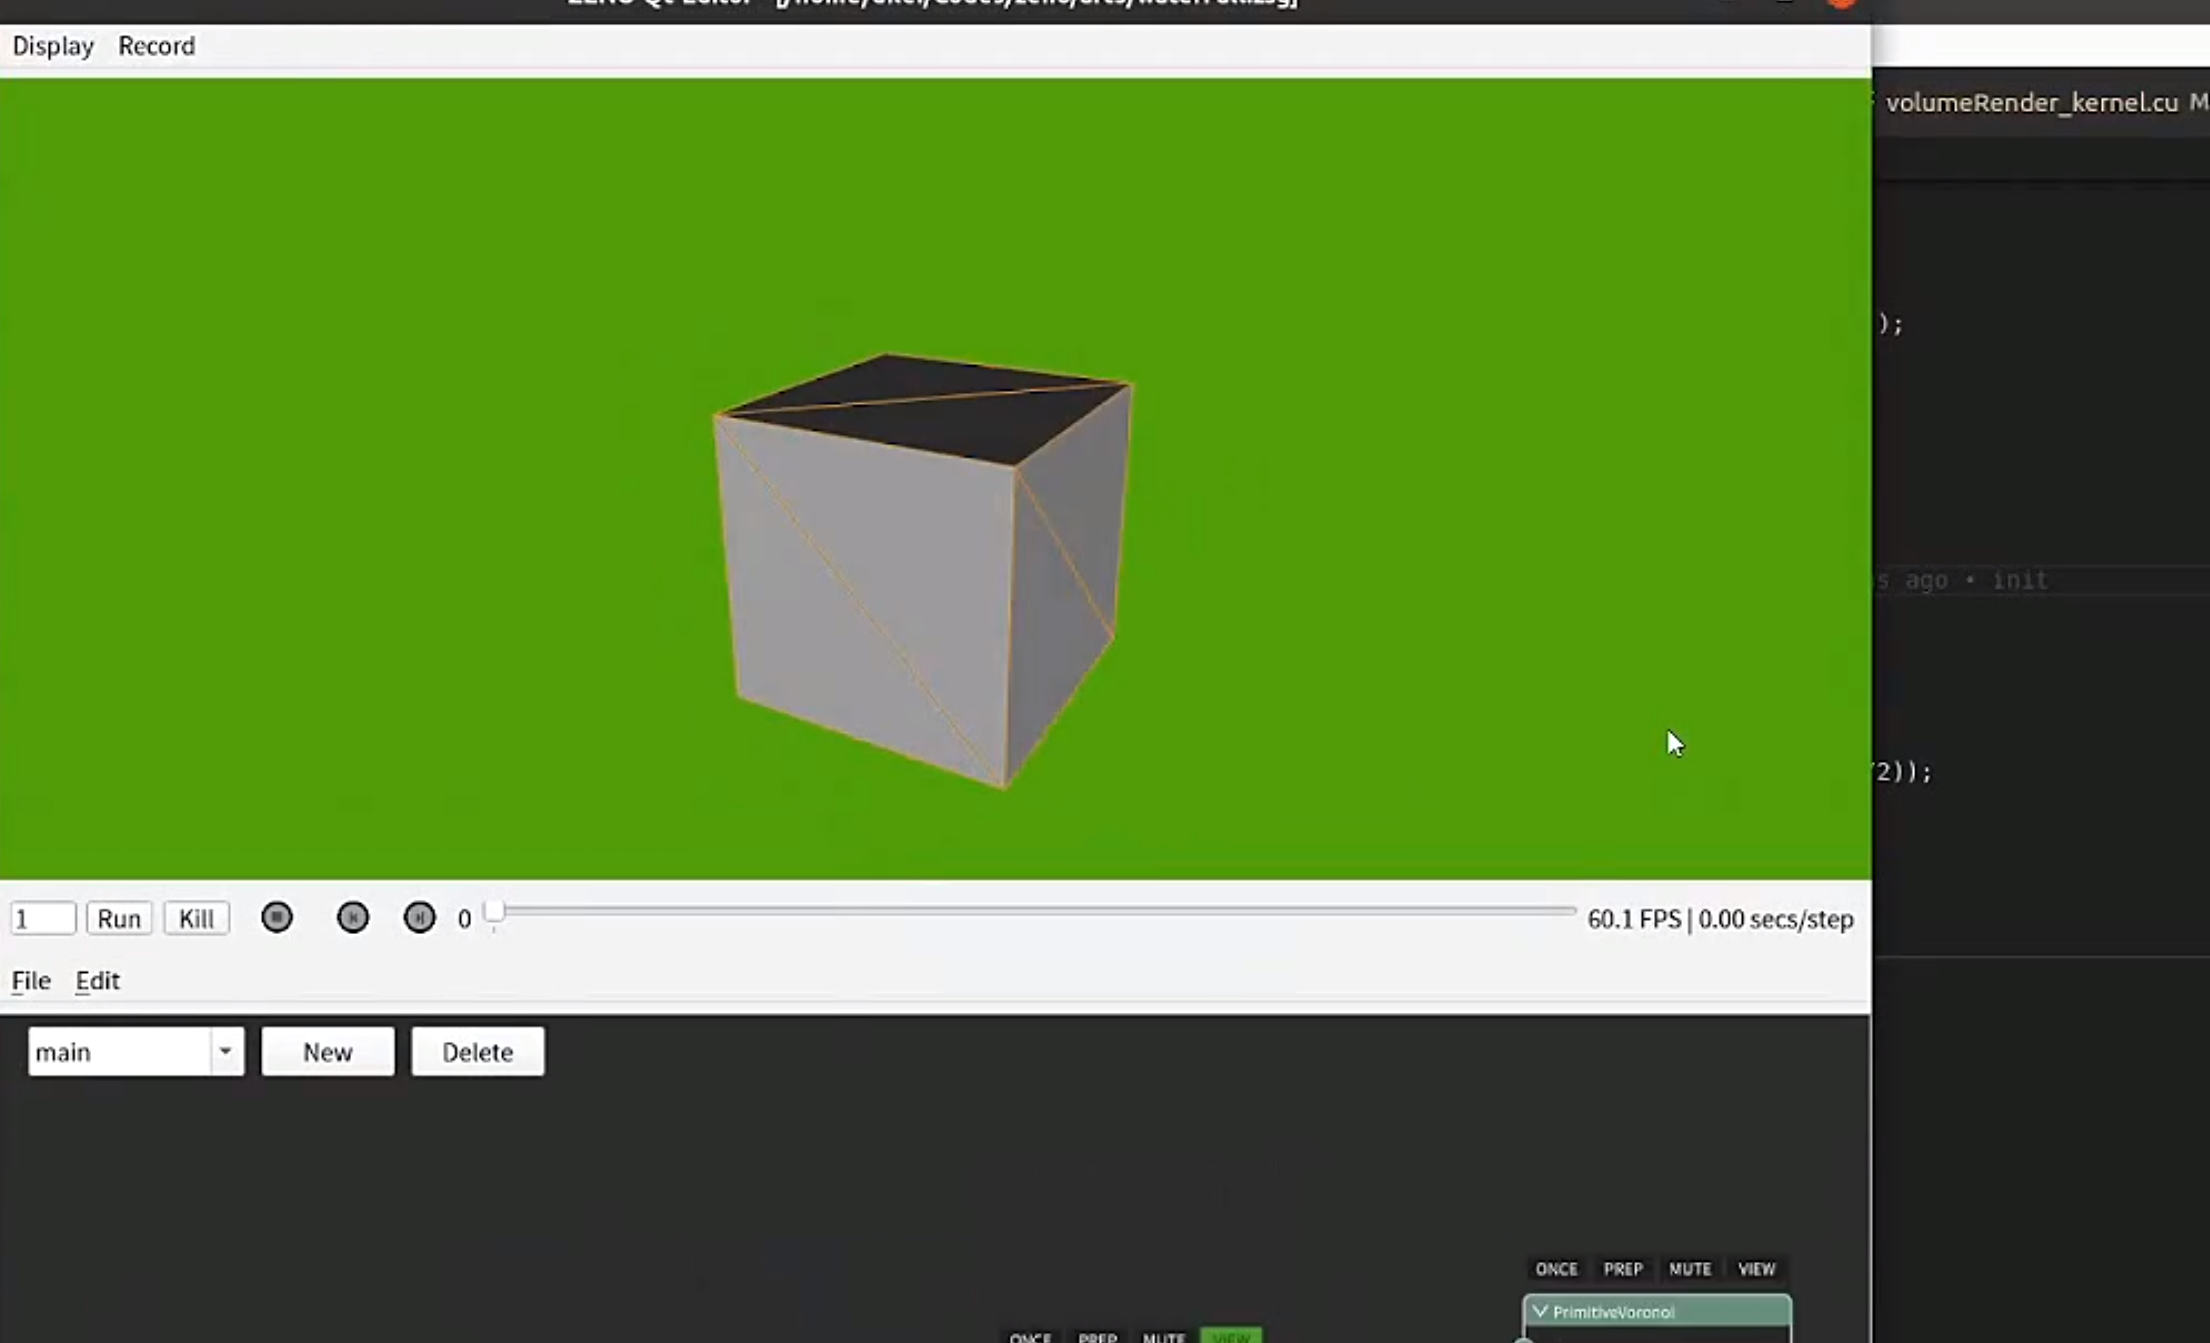 Display Record
volumeRender_kernel.cu M
);
s ago • init
2));
1 Run Kill 0 60.1 FPS | 0.00 secs/step
File Edit
main New Delete
ONCE PREP MUTE VIEW
PrimitiveVoronoi
ONCE PREP MUTE VIEW